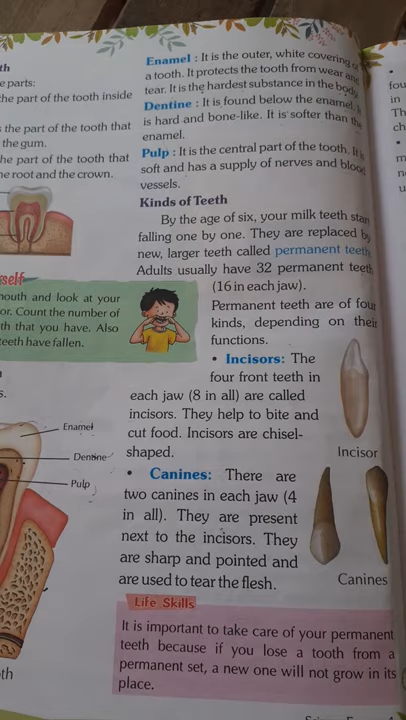 th
e parts:
the part of the tooth inside
s the part of the tooth that
the gum.
he part of the tooth that
he root and the crown.
rself
mouth and look at your
or. Count the number of
th that you have. Also
teeth have fallen.
s.
Enamel
Dentine
Pulp
th
Enamel : It is the outer, white covering of
a tooth. It protects the tooth from wear and
tear. It is the hardest substance in the body.
Dentine : It is found below the enamel. It
is hard and bone-like. It is softer than the
enamel.
Pulp : It is the central part of the tooth. It is
soft and has a supply of nerves and blood
vessels.
Kinds of Teeth
By the age of six, your milk teeth start
falling one by one. They are replaced by
new, larger teeth called permanent teeth.
Adults usually have 32 permanent teeth
(16 in each jaw).
Permanent teeth are of four
kinds, depending on their
functions.
• Incisors: The
four front teeth in
each jaw (8 in all) are called
incisors. They help to bite and
cut food. Incisors are chisel-
shaped.
Incisor
• Canines: There are
two canines in each jaw (4
in all). They are present
next to the incisors. They
are sharp and pointed and
are used to tear the flesh.
Canines
Life Skills
It is important to take care of your permanent
teeth because if you lose a tooth from a
permanent set, a new one will not grow in its
place.
•
fou
in
Th
ch
•
m
n
u